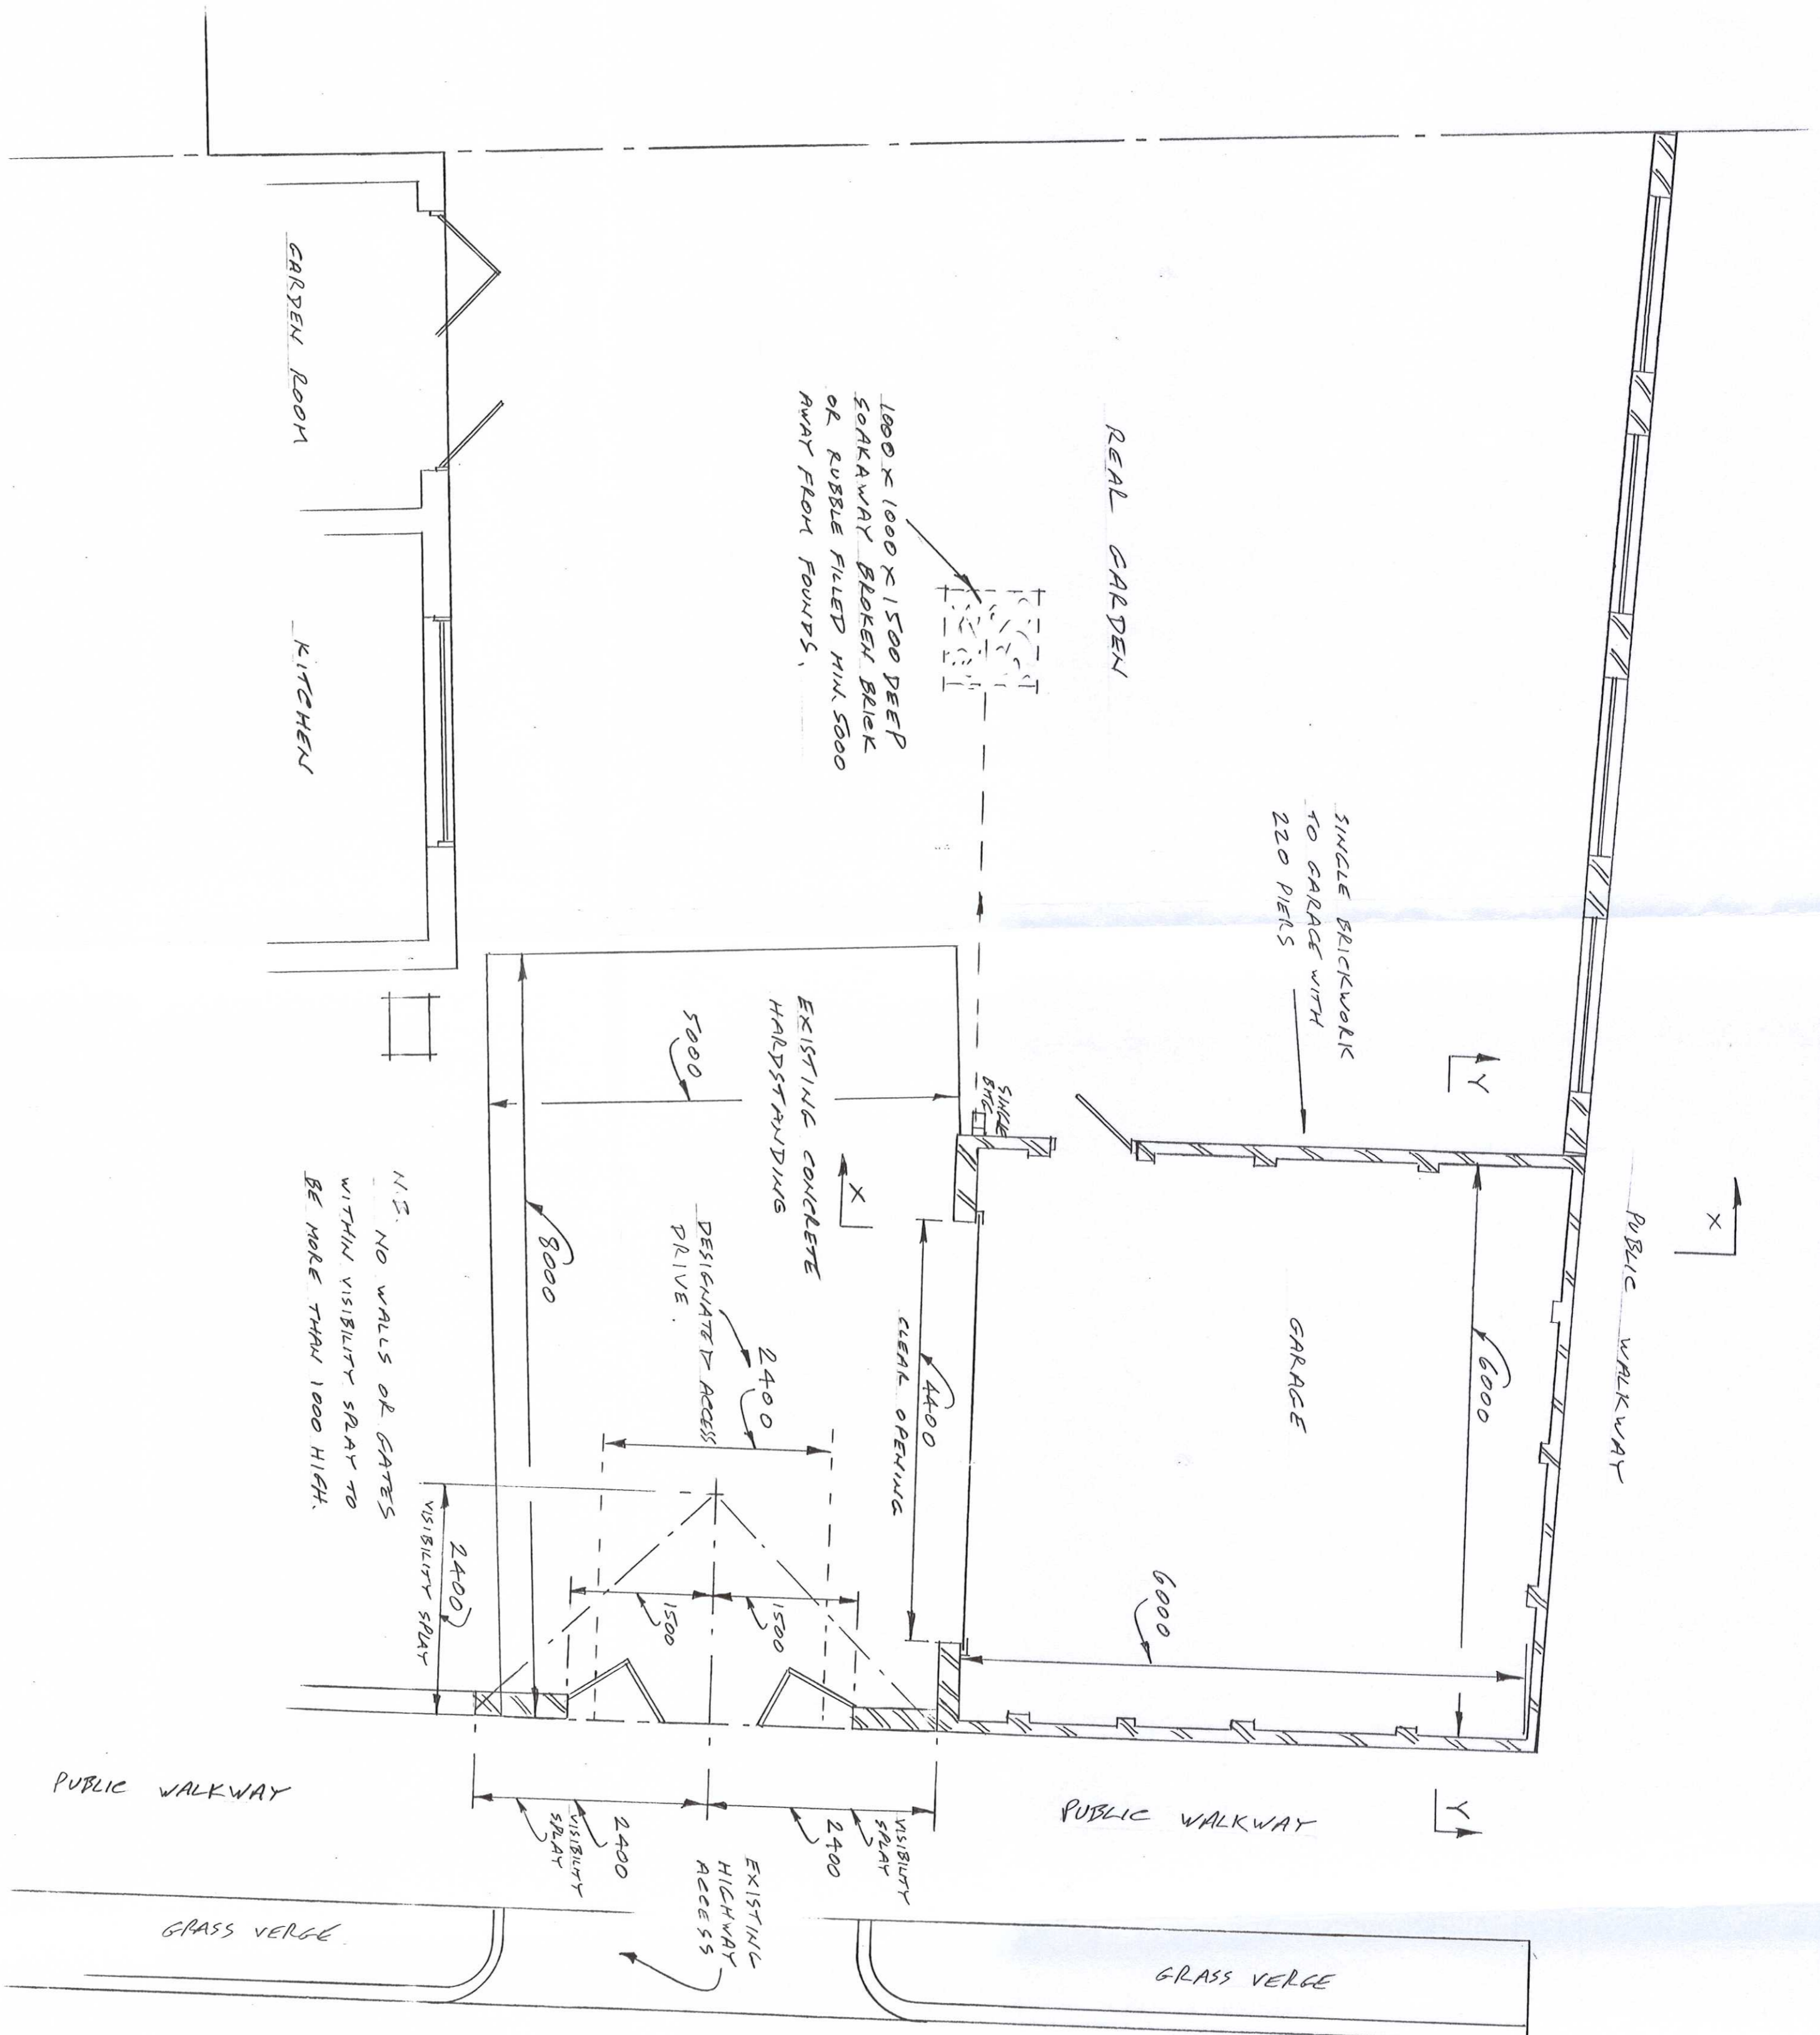 GARDEN ROOM
KITCHEN
REAR GARDEN
1000 X 1000 X 1500 DEEP
SOAKAWAY BROKEN BRICK
OR RUBBLE FILLED MIN. 5000
AWAY FROM FOUNDS.
SINGLE BRICKWORK
TO GARAGE WITH
220 PIERS
Y
X
PUBLIC WALKWAY
SINGLE
EXISTING CONCRETE
HARDSTANDING
5000
X
8000
DESIGNATED ACCESS
DRIVE.
2400
4400
CLEAR OPENING
GARAGE
6000
6000
N.B. NO WALLS OR GATES
WITHIN VISIBILITY SPLAY TO
BE MORE THAN 1000 HIGH.
2400
VISIBILITY SPLAY
1500
1500
PUBLIC WALKWAY
2400
VISIBILITY
SPLAY
VISIBILITY
SPLAY
2400
PUBLIC WALKWAY
Y
EXISTING
HIGHWAY
ACCESS
GRASS VERGE
GRASS VERGE